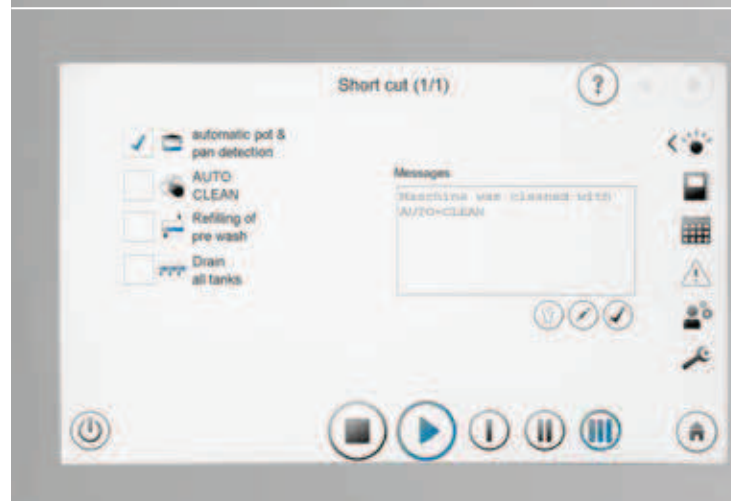 Short cut (1/1)
?
automatic pot &
pan detection
AUTO
CLEAN
Refilling of
pre wash
Drain
all tanks
Messages
Maschine was cleaned with
AUTO-CLEAN